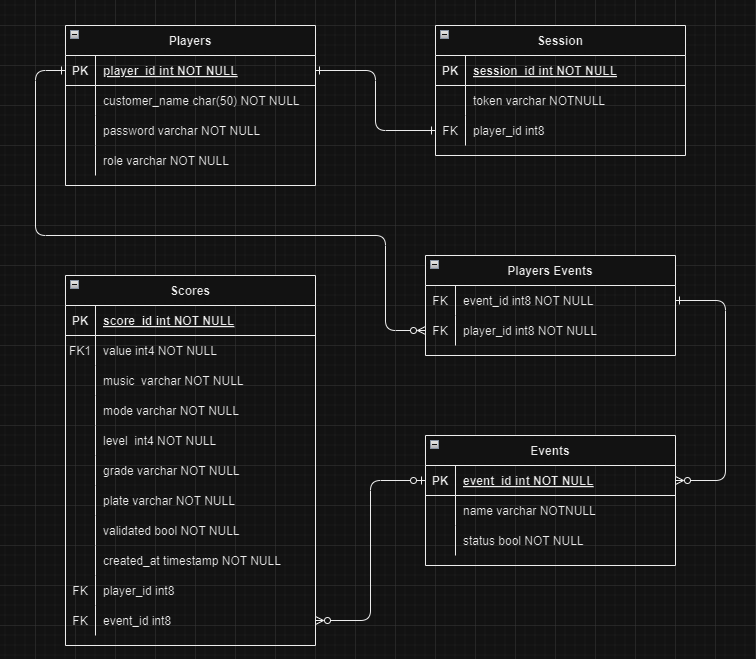 Players
PK player_id int NOT NULL
customer_name char(50) NOT NULL
password varchar NOT NULL
role varchar NOT NULL
Session
PK session_id int NOT NULL
token varchar NOTNULL
FK player_id int8
Players Events
FK event_id int8 NOT NULL
FK player_id int8 NOT NULL
Scores
PK score_id int NOT NULL
FK1 value int4 NOT NULL
music varchar NOT NULL
mode varchar NOT NULL
level int4 NOT NULL
grade varchar NOT NULL
plate varchar NOT NULL
validated bool NOT NULL
created_at timestamp NOT NULL
FK player_id int8
FK event_id int8
Events
PK event_id int NOT NULL
name varchar NOTNULL
status bool NOT NULL